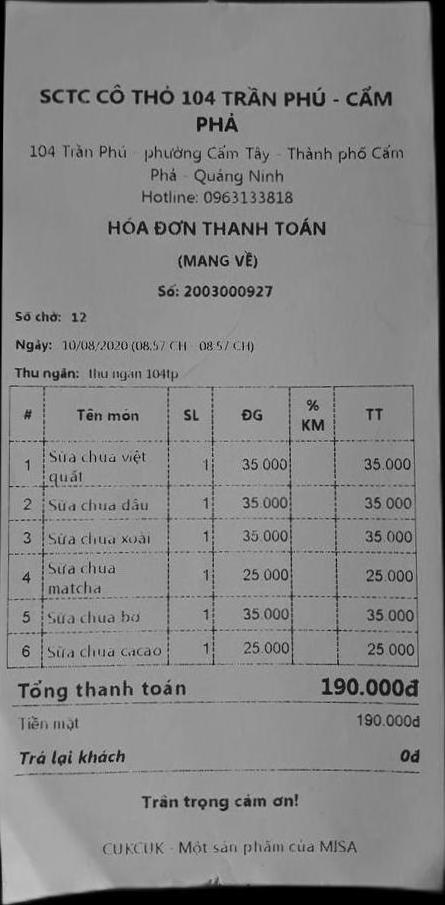 SCTC CÔ THỎ 104 TRẦN PHÚ - CẨM
PHẢ
104 Trần Phú - phường Cẩm Tây - Thành phố Cẩm
Phả - Quảng Ninh
Hotline: 0963133818
HÓA ĐƠN THANH TOÁN
(MANG VỀ)
Số: 2003000927
Số chờ: 12
Ngày: 10/08/2020 (08:57 CH - 08:57 CH)
Thu ngân: thu ngan 104tp
# Tên món SL ĐG % KM TT
1 Sữa chua việt quất 1 35.000 35.000
2 Sữa chua dâu 1 35.000 35.000
3 Sữa chua xoài 1 35.000 35.000
4 Sữa chua matcha 1 25.000 25.000
5 Sữa chua bơ 1 35.000 35.000
6 Sữa chua cacao 1 25.000 25.000
Tổng thanh toán 190.000đ
Tiền mặt 190.000đ
Trả lại khách 0đ
Trân trọng cảm ơn!
CUKCUK - Một sản phẩm của MISA